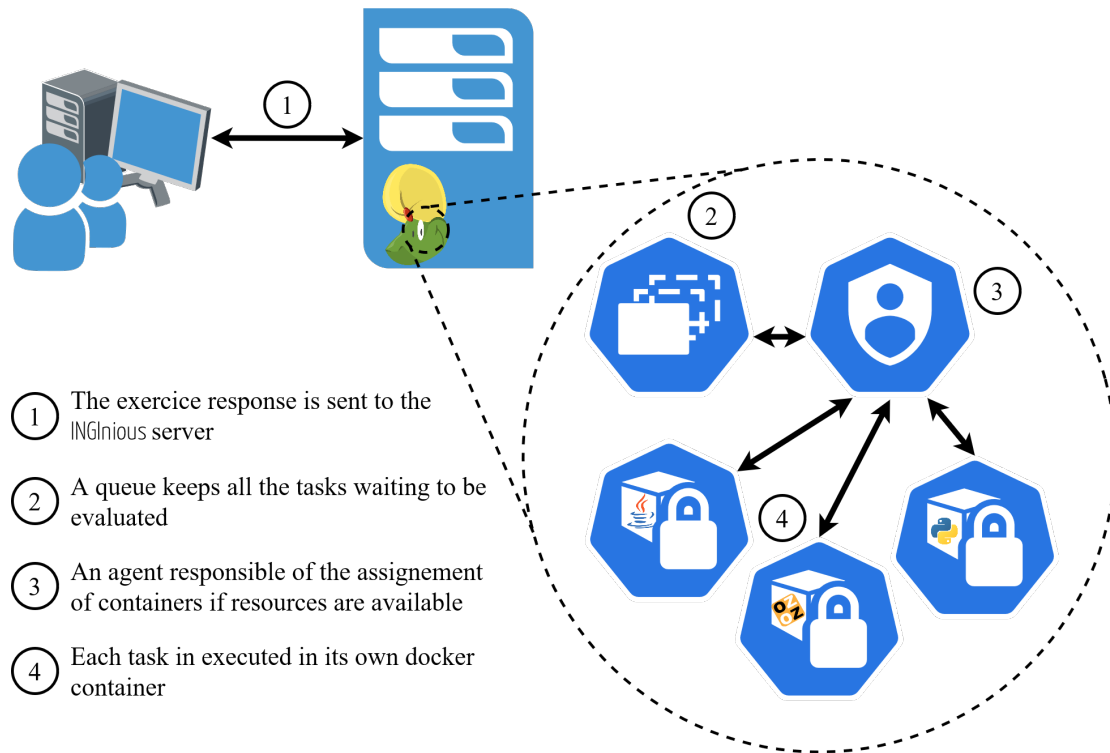 1
2
3
4
OZ
OZ
1 The exercice response is sent to the
INGInious server
2 A queue keeps all the tasks waiting to be
evaluated
3 An agent responsible of the assignement
of containers if resources are available
4 Each task in executed in its own docker
container